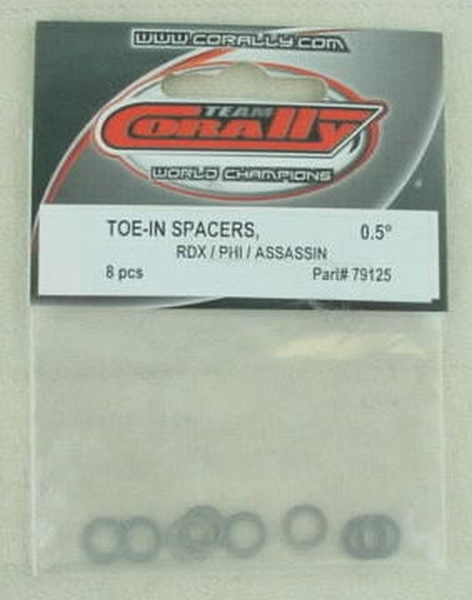 www.corally.com
TEAM
CORALLY
WORLD CHAMPIONS
TOE-IN SPACERS, 0.5°
RDX / PHI / ASSASSIN
8 pcs Part# 79125